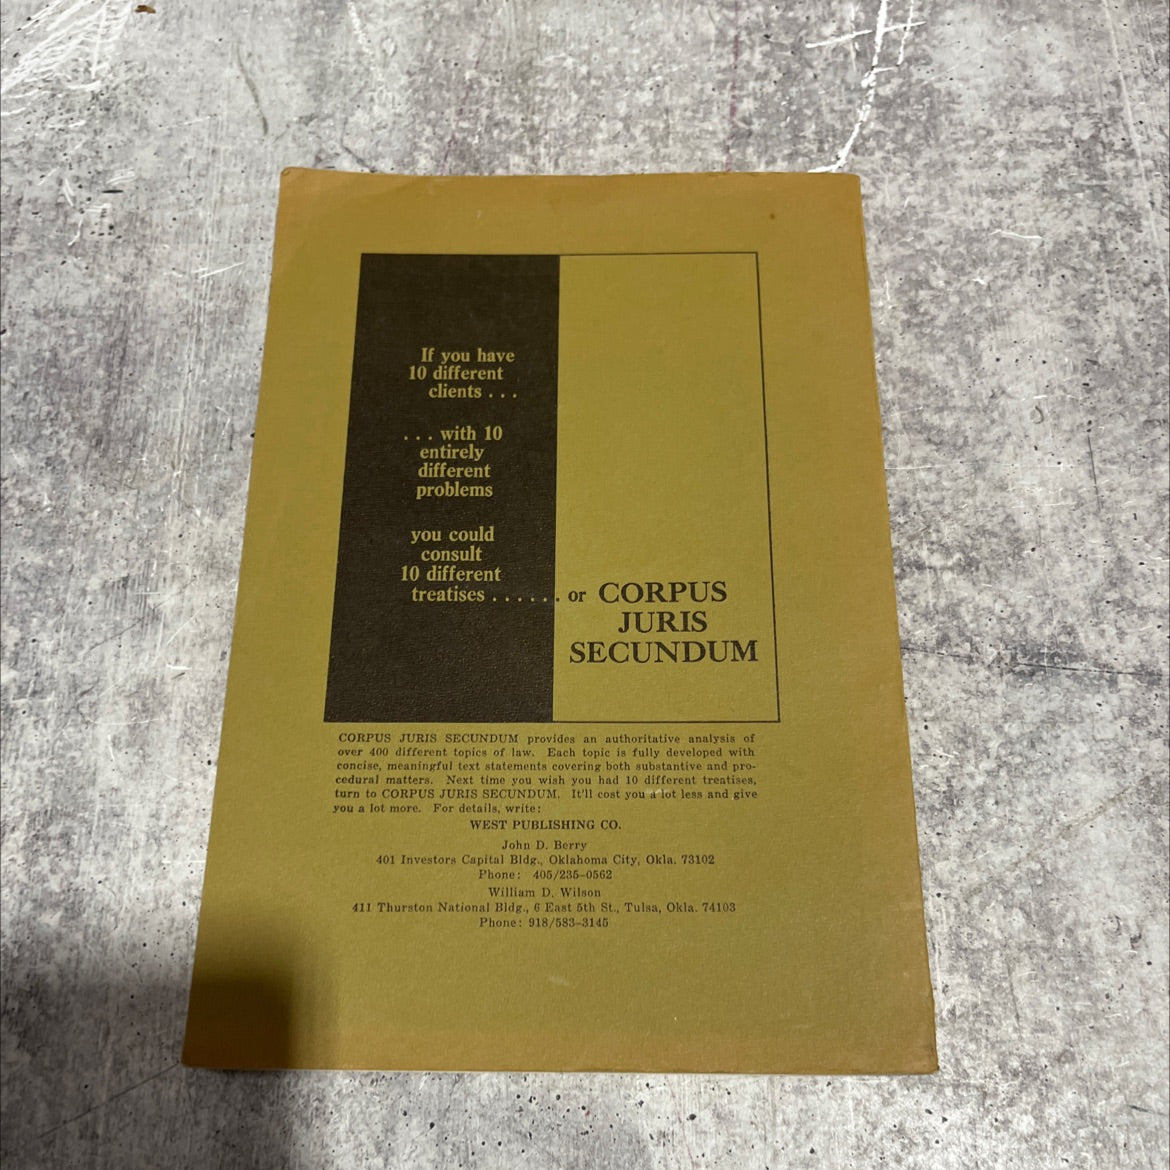 If you have
10 different
clients . . .
. . . with 10
entirely
different
problems
you could
consult
10 different
treatises . . . . . . or CORPUS
JURIS
SECUNDUM
CORPUS JURIS SECUNDUM provides an authoritative analysis of
over 400 different topics of law. Each topic is fully developed with
concise, meaningful text statements covering both substantive and pro-
cedural matters. Next time you wish you had 10 different treatises,
turn to CORPUS JURIS SECUNDUM. It'll cost you a lot less and give
you a lot more. For details, write:
WEST PUBLISHING CO.
John D. Berry
401 Investors Capital Bldg., Oklahoma City, Okla. 73102
Phone: 405/235-0562
William D. Wilson
411 Thurston National Bldg., 6 East 5th St., Tulsa, Okla. 74103
Phone: 918/583-3145